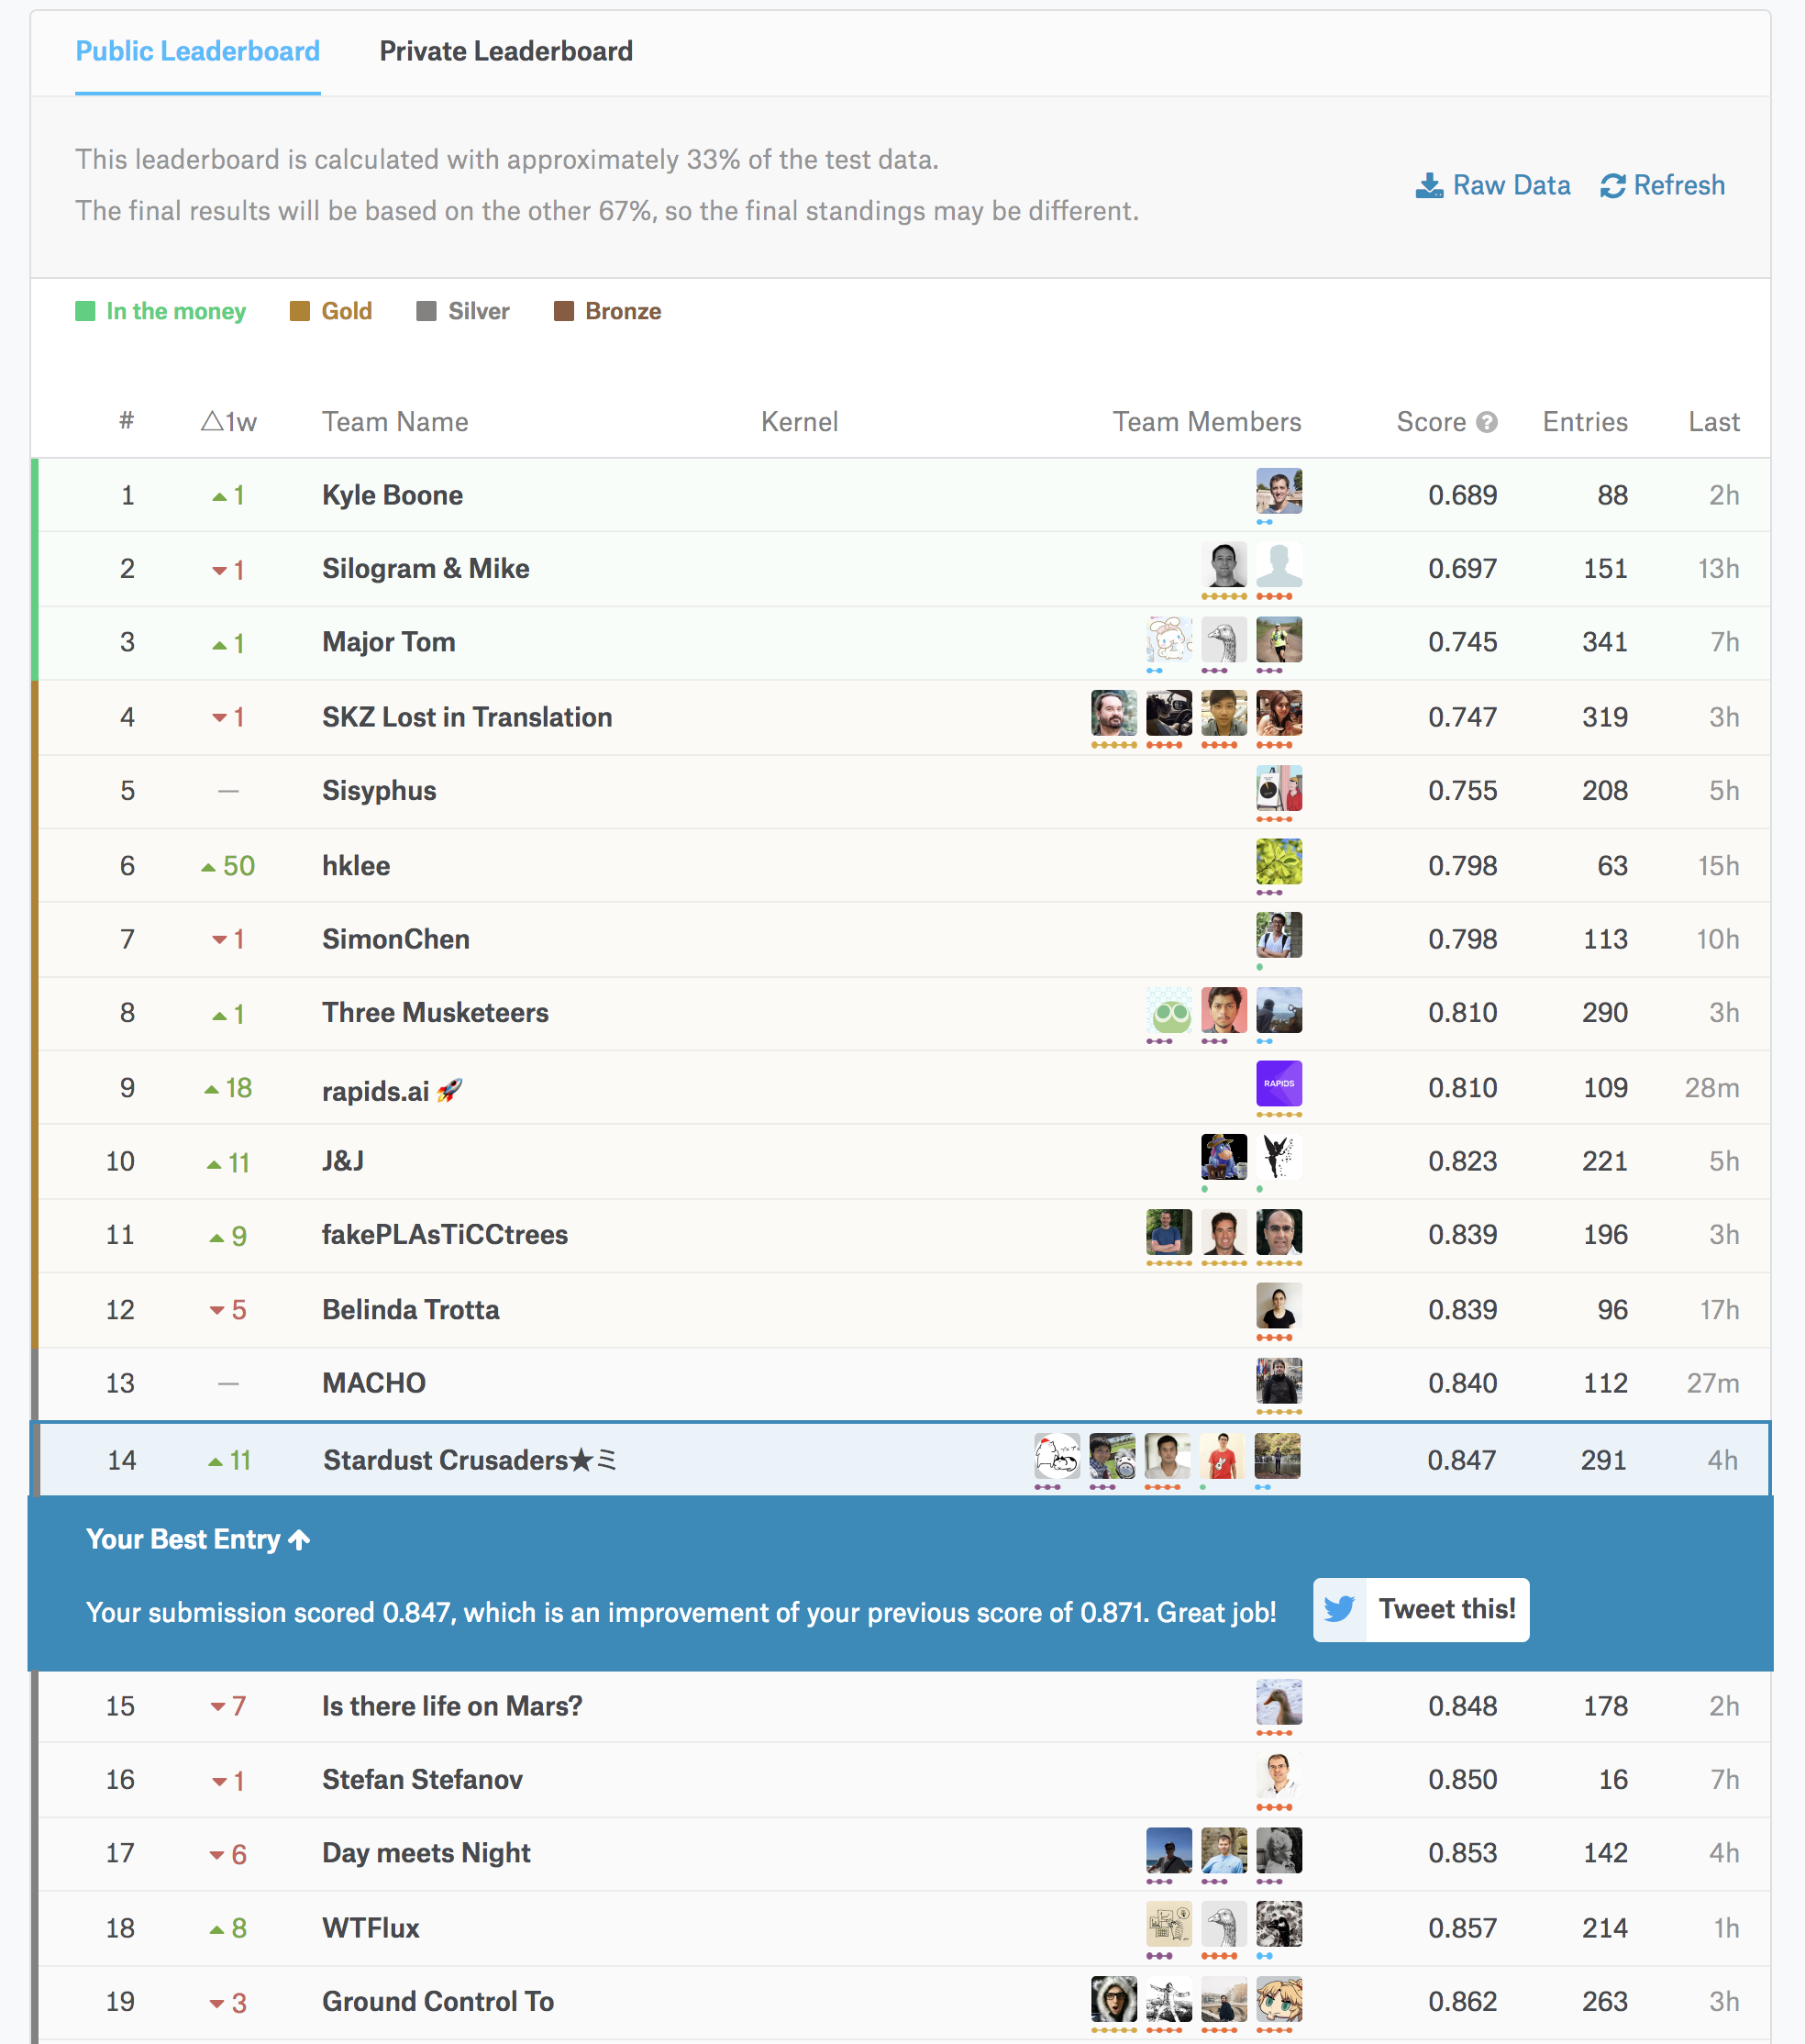 Public Leaderboard Private Leaderboard
This leaderboard is calculated with approximately 33% of the test data.
The final results will be based on the other 67%, so the final standings may be different.
Raw Data Refresh
In the money Gold Silver Bronze
# △1w Team Name Kernel Team Members Score ? Entries Last
1 ▲1 Kyle Boone 0.689 88 2h
2 ▼1 Silogram & Mike 0.697 151 13h
3 ▲1 Major Tom 0.745 341 7h
4 ▼1 SKZ Lost in Translation 0.747 319 3h
5 — Sisyphus 0.755 208 5h
6 ▲50 hklee 0.798 63 15h
7 ▼1 SimonChen 0.798 113 10h
8 ▲1 Three Musketeers 0.810 290 3h
9 ▲18 rapids.ai 🚀 RAPIDS 0.810 109 28m
10 ▲11 J&J 0.823 221 5h
11 ▲9 fakePLAsTiCCtrees 0.839 196 3h
12 ▼5 Belinda Trotta 0.839 96 17h
13 — MACHO 0.840 112 27m
14 ▲11 Stardust Crusaders★ミ 0.847 291 4h
Your Best Entry ↑
Your submission scored 0.847, which is an improvement of your previous score of 0.871. Great job!
Tweet this!
15 ▼7 Is there life on Mars? 0.848 178 2h
16 ▼1 Stefan Stefanov 0.850 16 7h
17 ▼6 Day meets Night 0.853 142 4h
18 ▲8 WTFlux 0.857 214 1h
19 ▼3 Ground Control To 0.862 263 3h